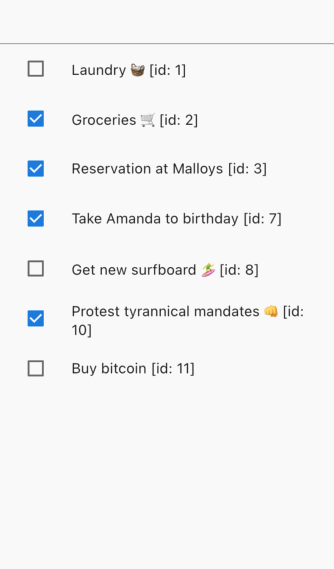 Laundry 🧺 [id: 1]
Groceries 🛒 [id: 2]
Reservation at Malloys [id: 3]
Take Amanda to birthday [id: 7]
Get new surfboard 🏄 [id: 8]
Protest tyrannical mandates 👊 [id:
10]
Buy bitcoin [id: 11]